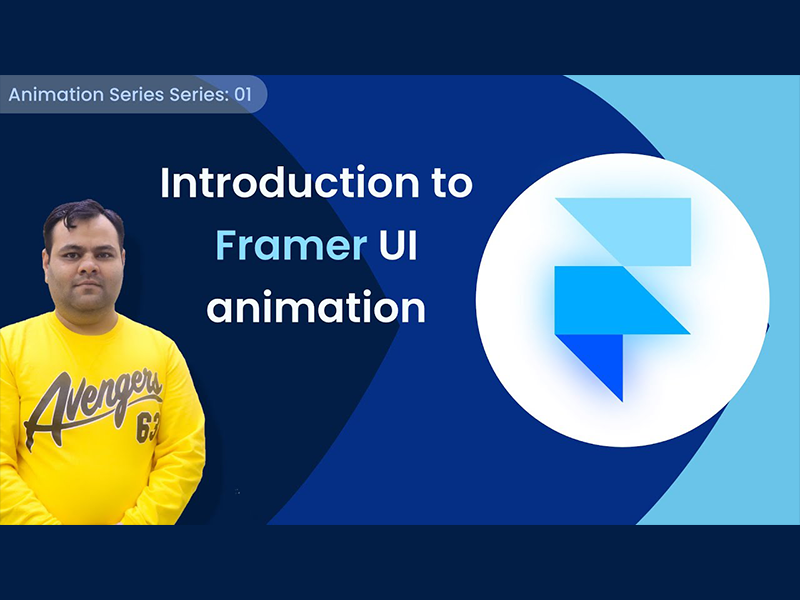 Animation Series Series: 01
Introduction to
Framer UI
animation
Avengers
63